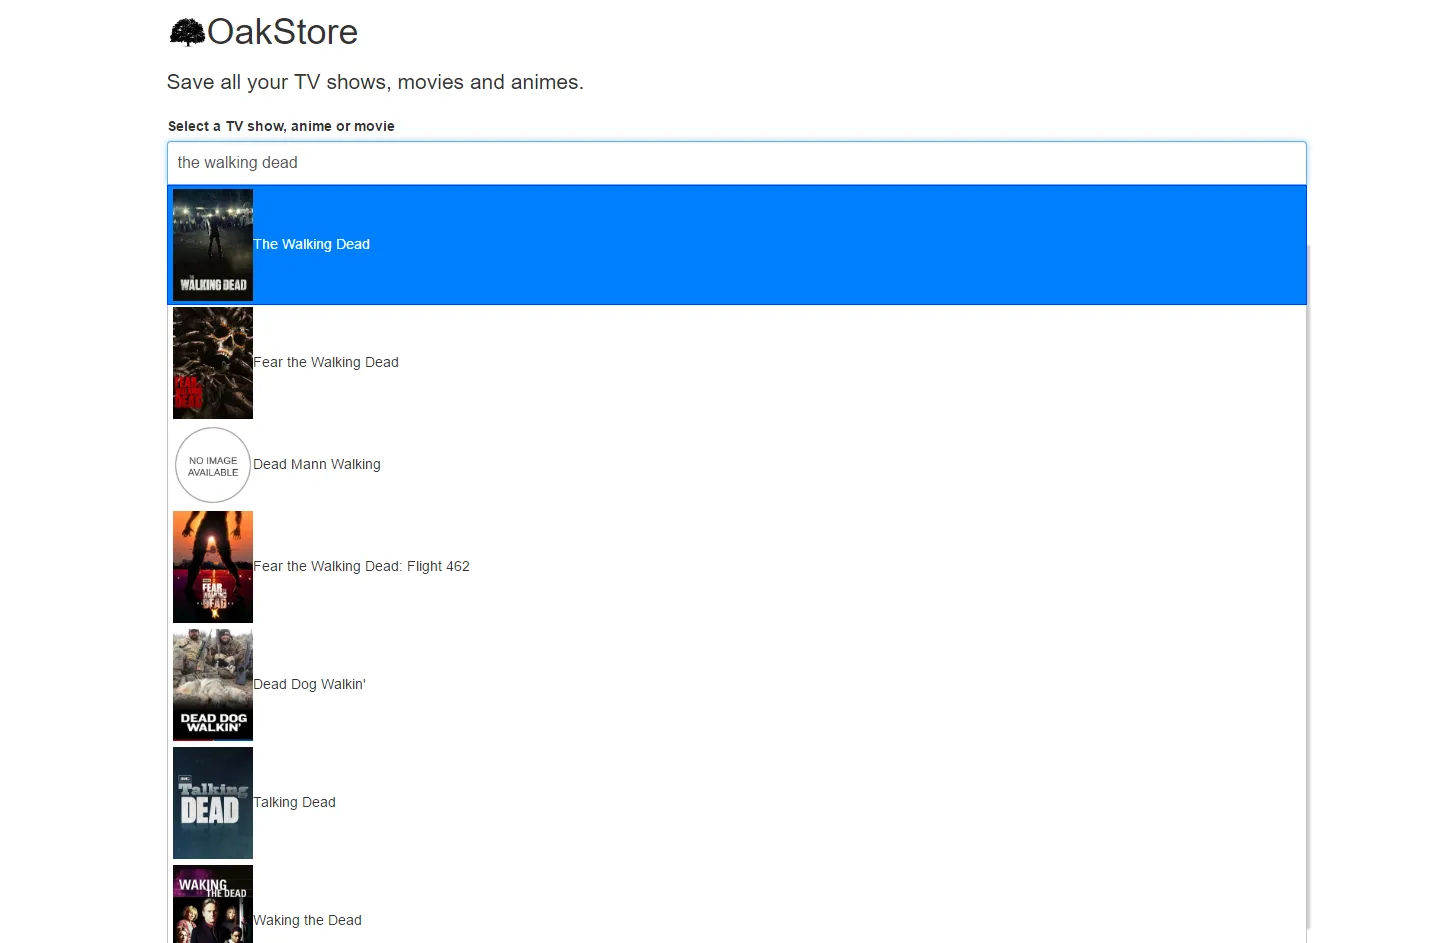 OakStore
Save all your TV shows, movies and animes.
Select a TV show, anime or movie
the walking dead
THE
WALKING DEAD
The Walking Dead
FEAR
THE WALKING
DEAD
Fear the Walking Dead
NO IMAGE
AVAILABLE
Dead Mann Walking
FEAR
THE WALKING
DEAD
Fear the Walking Dead: Flight 462
DEAD DOG
WALKIN'
Dead Dog Walkin'
amc
Talking
DEAD
Talking Dead
WAKING
THE DEAD
Waking the Dead